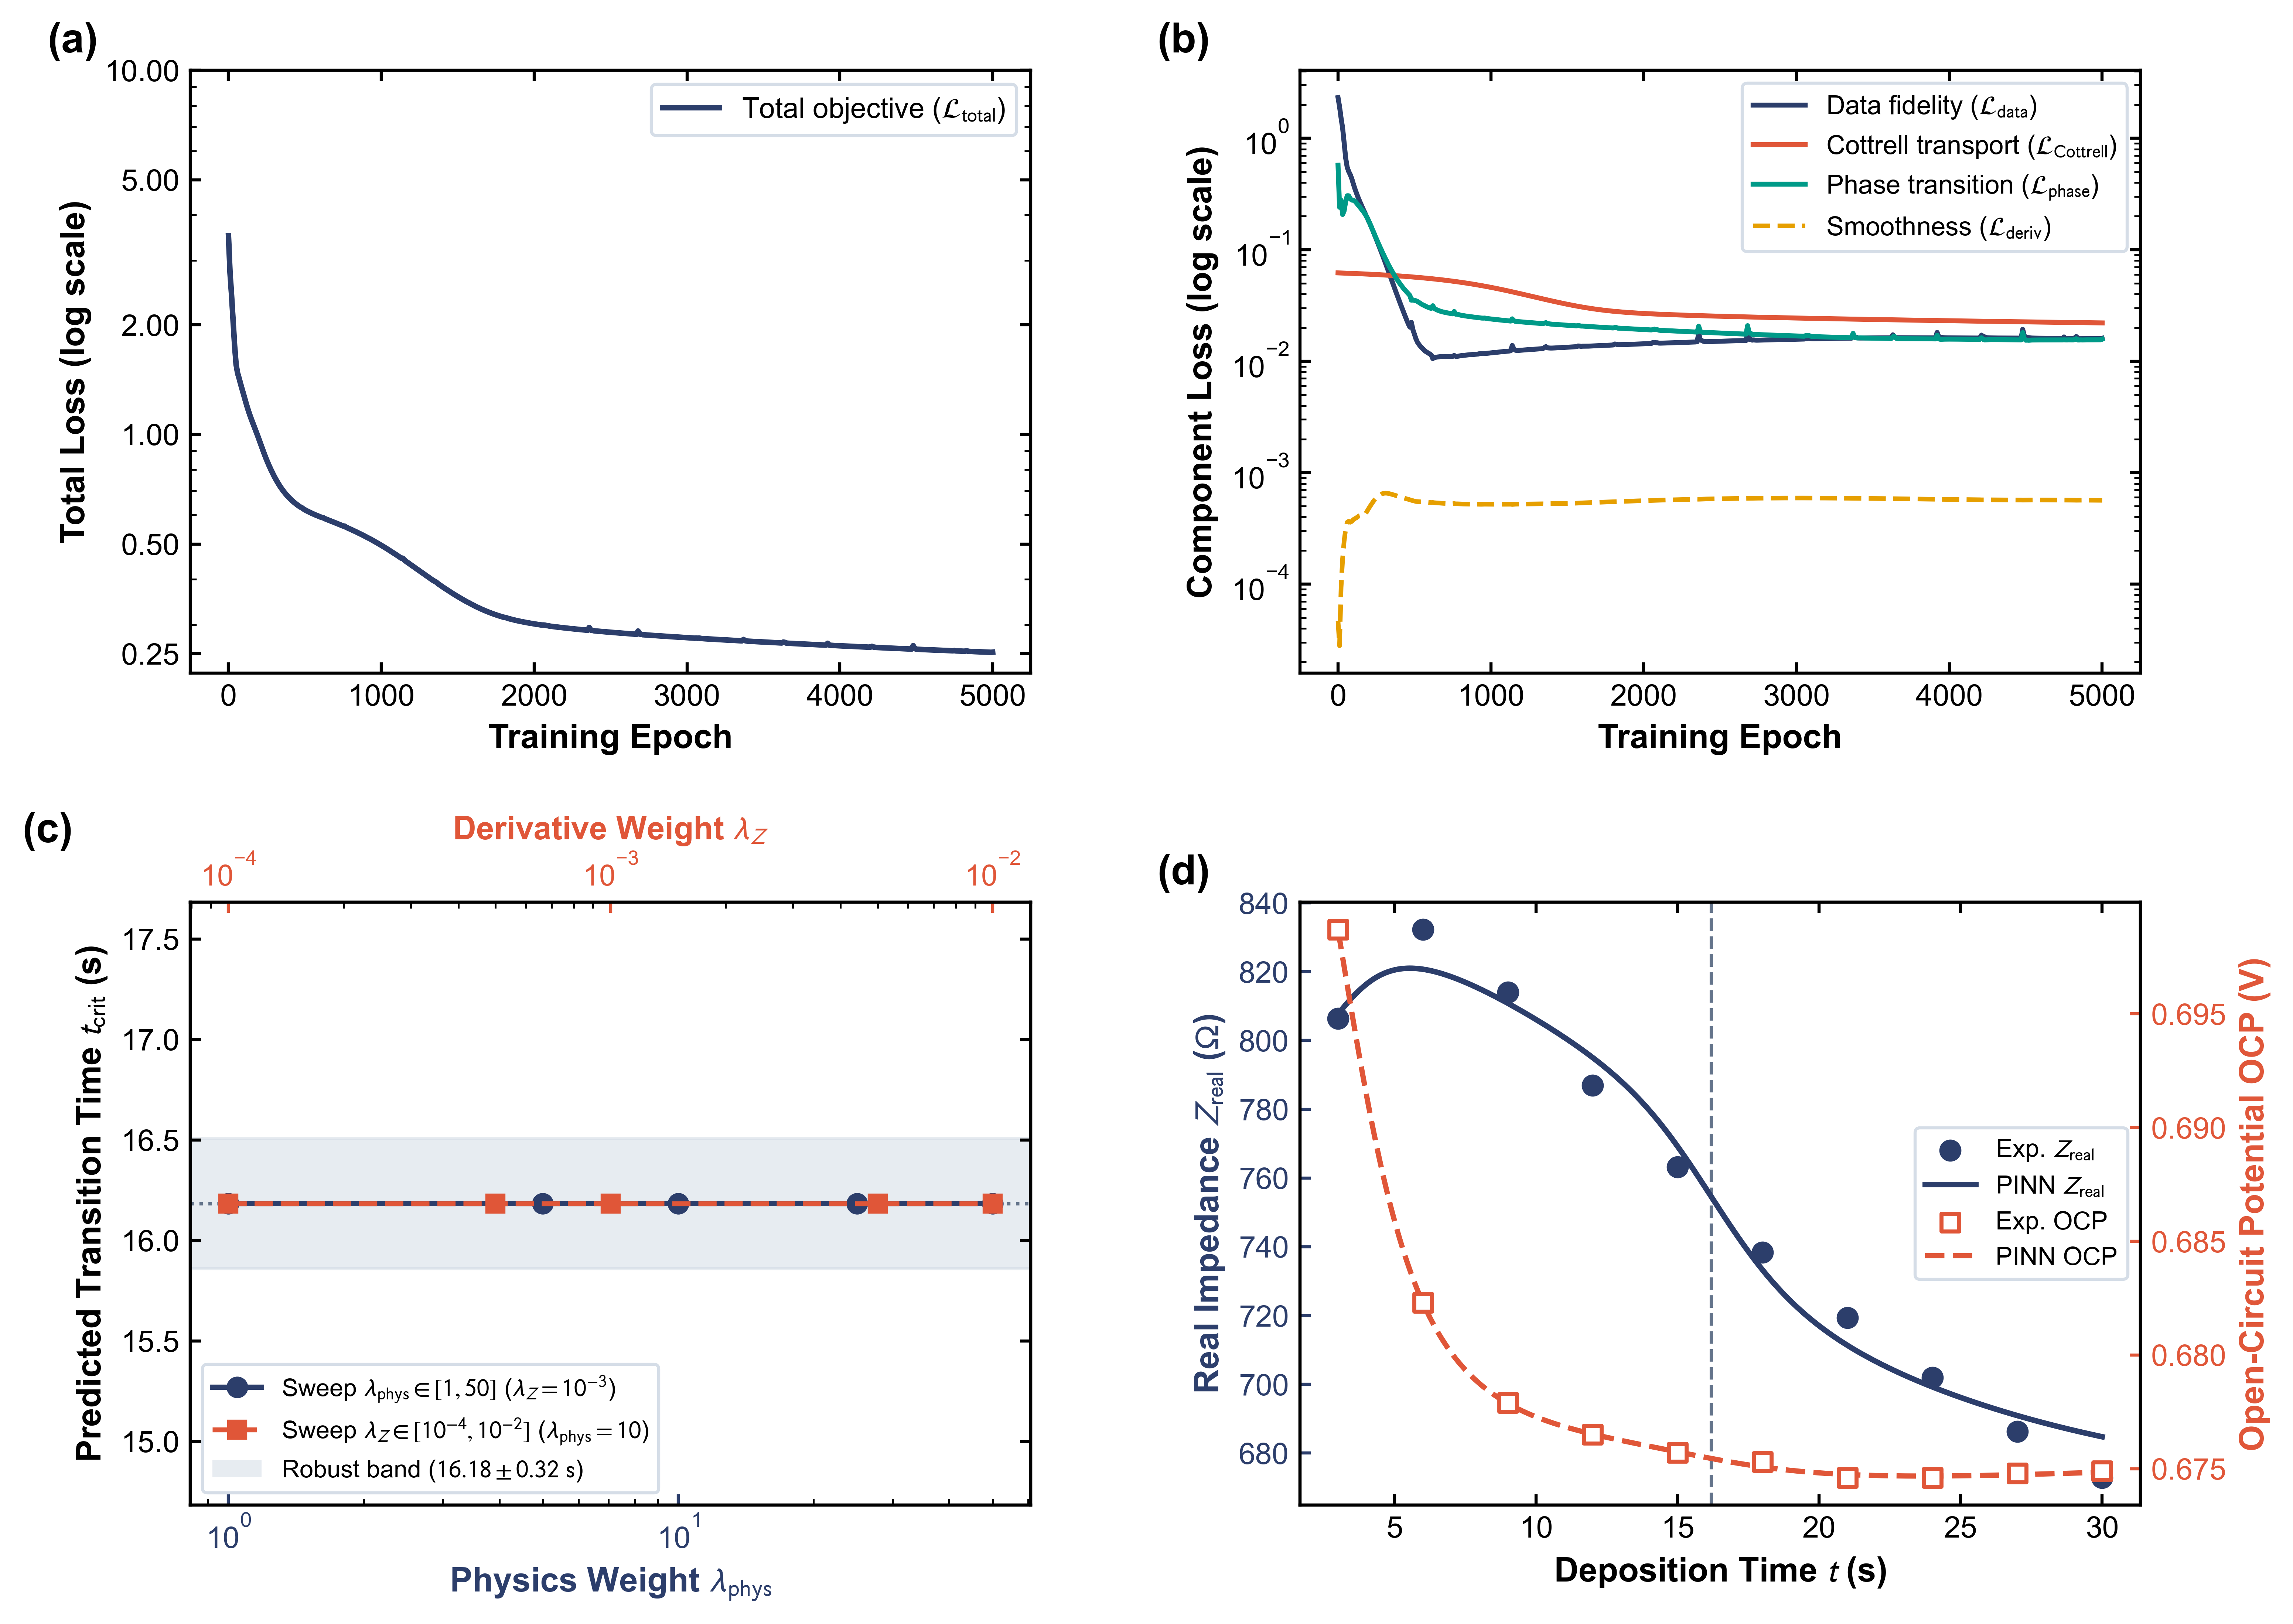 (a)
10.00
5.00
2.00
1.00
0.50
0.25
Total Loss (log scale)
Total objective (ℒtotal)
0 1000 2000 3000 4000 5000
Training Epoch
(b)
10⁰
10⁻¹
10⁻²
10⁻³
10⁻⁴
Component Loss (log scale)
Data fidelity (ℒdata)
Cottrell transport (ℒCottrell)
Phase transition (ℒphase)
Smoothness (ℒderiv)
0 1000 2000 3000 4000 5000
Training Epoch
(c)
Derivative Weight λZ
10⁻⁴ 10⁻³ 10⁻²
17.5
17.0
16.5
16.0
15.5
15.0
Predicted Transition Time tcrit (s)
Sweep λphys∈[1, 50] (λZ=10⁻³)
Sweep λZ∈[10⁻⁴, 10⁻²] (λphys=10)
Robust band (16.18±0.32 s)
10⁰ 10¹
Physics Weight λphys
(d)
840
820
800
780
760
740
720
700
680
Real Impedance Zreal (Ω)
Exp. Zreal
PINN Zreal
Exp. OCP
PINN OCP
0.695
0.690
0.685
0.680
0.675
Open-Circuit Potential OCP (V)
5 10 15 20 25 30
Deposition Time t (s)